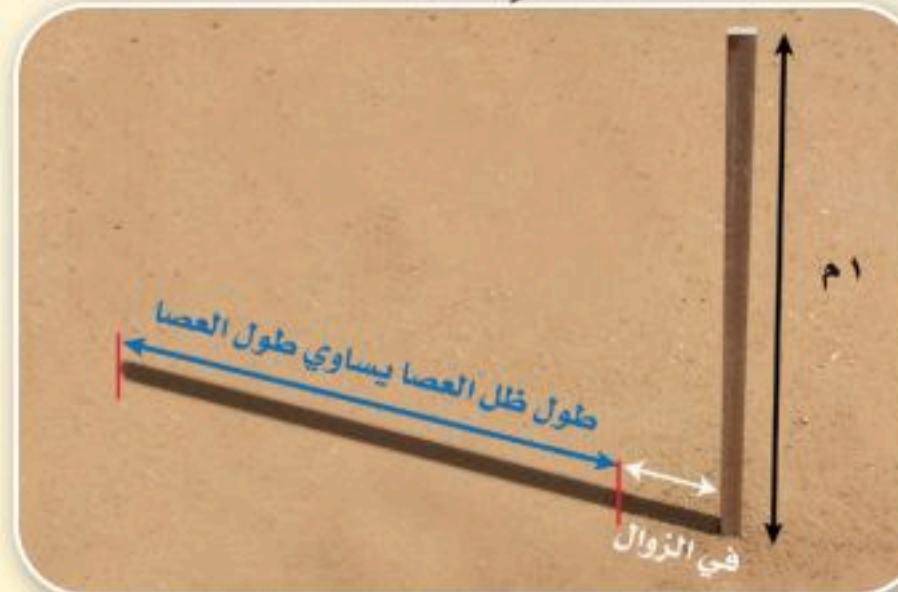 ١ م
طول ظل العصا يساوي طول العصا
في الزوال